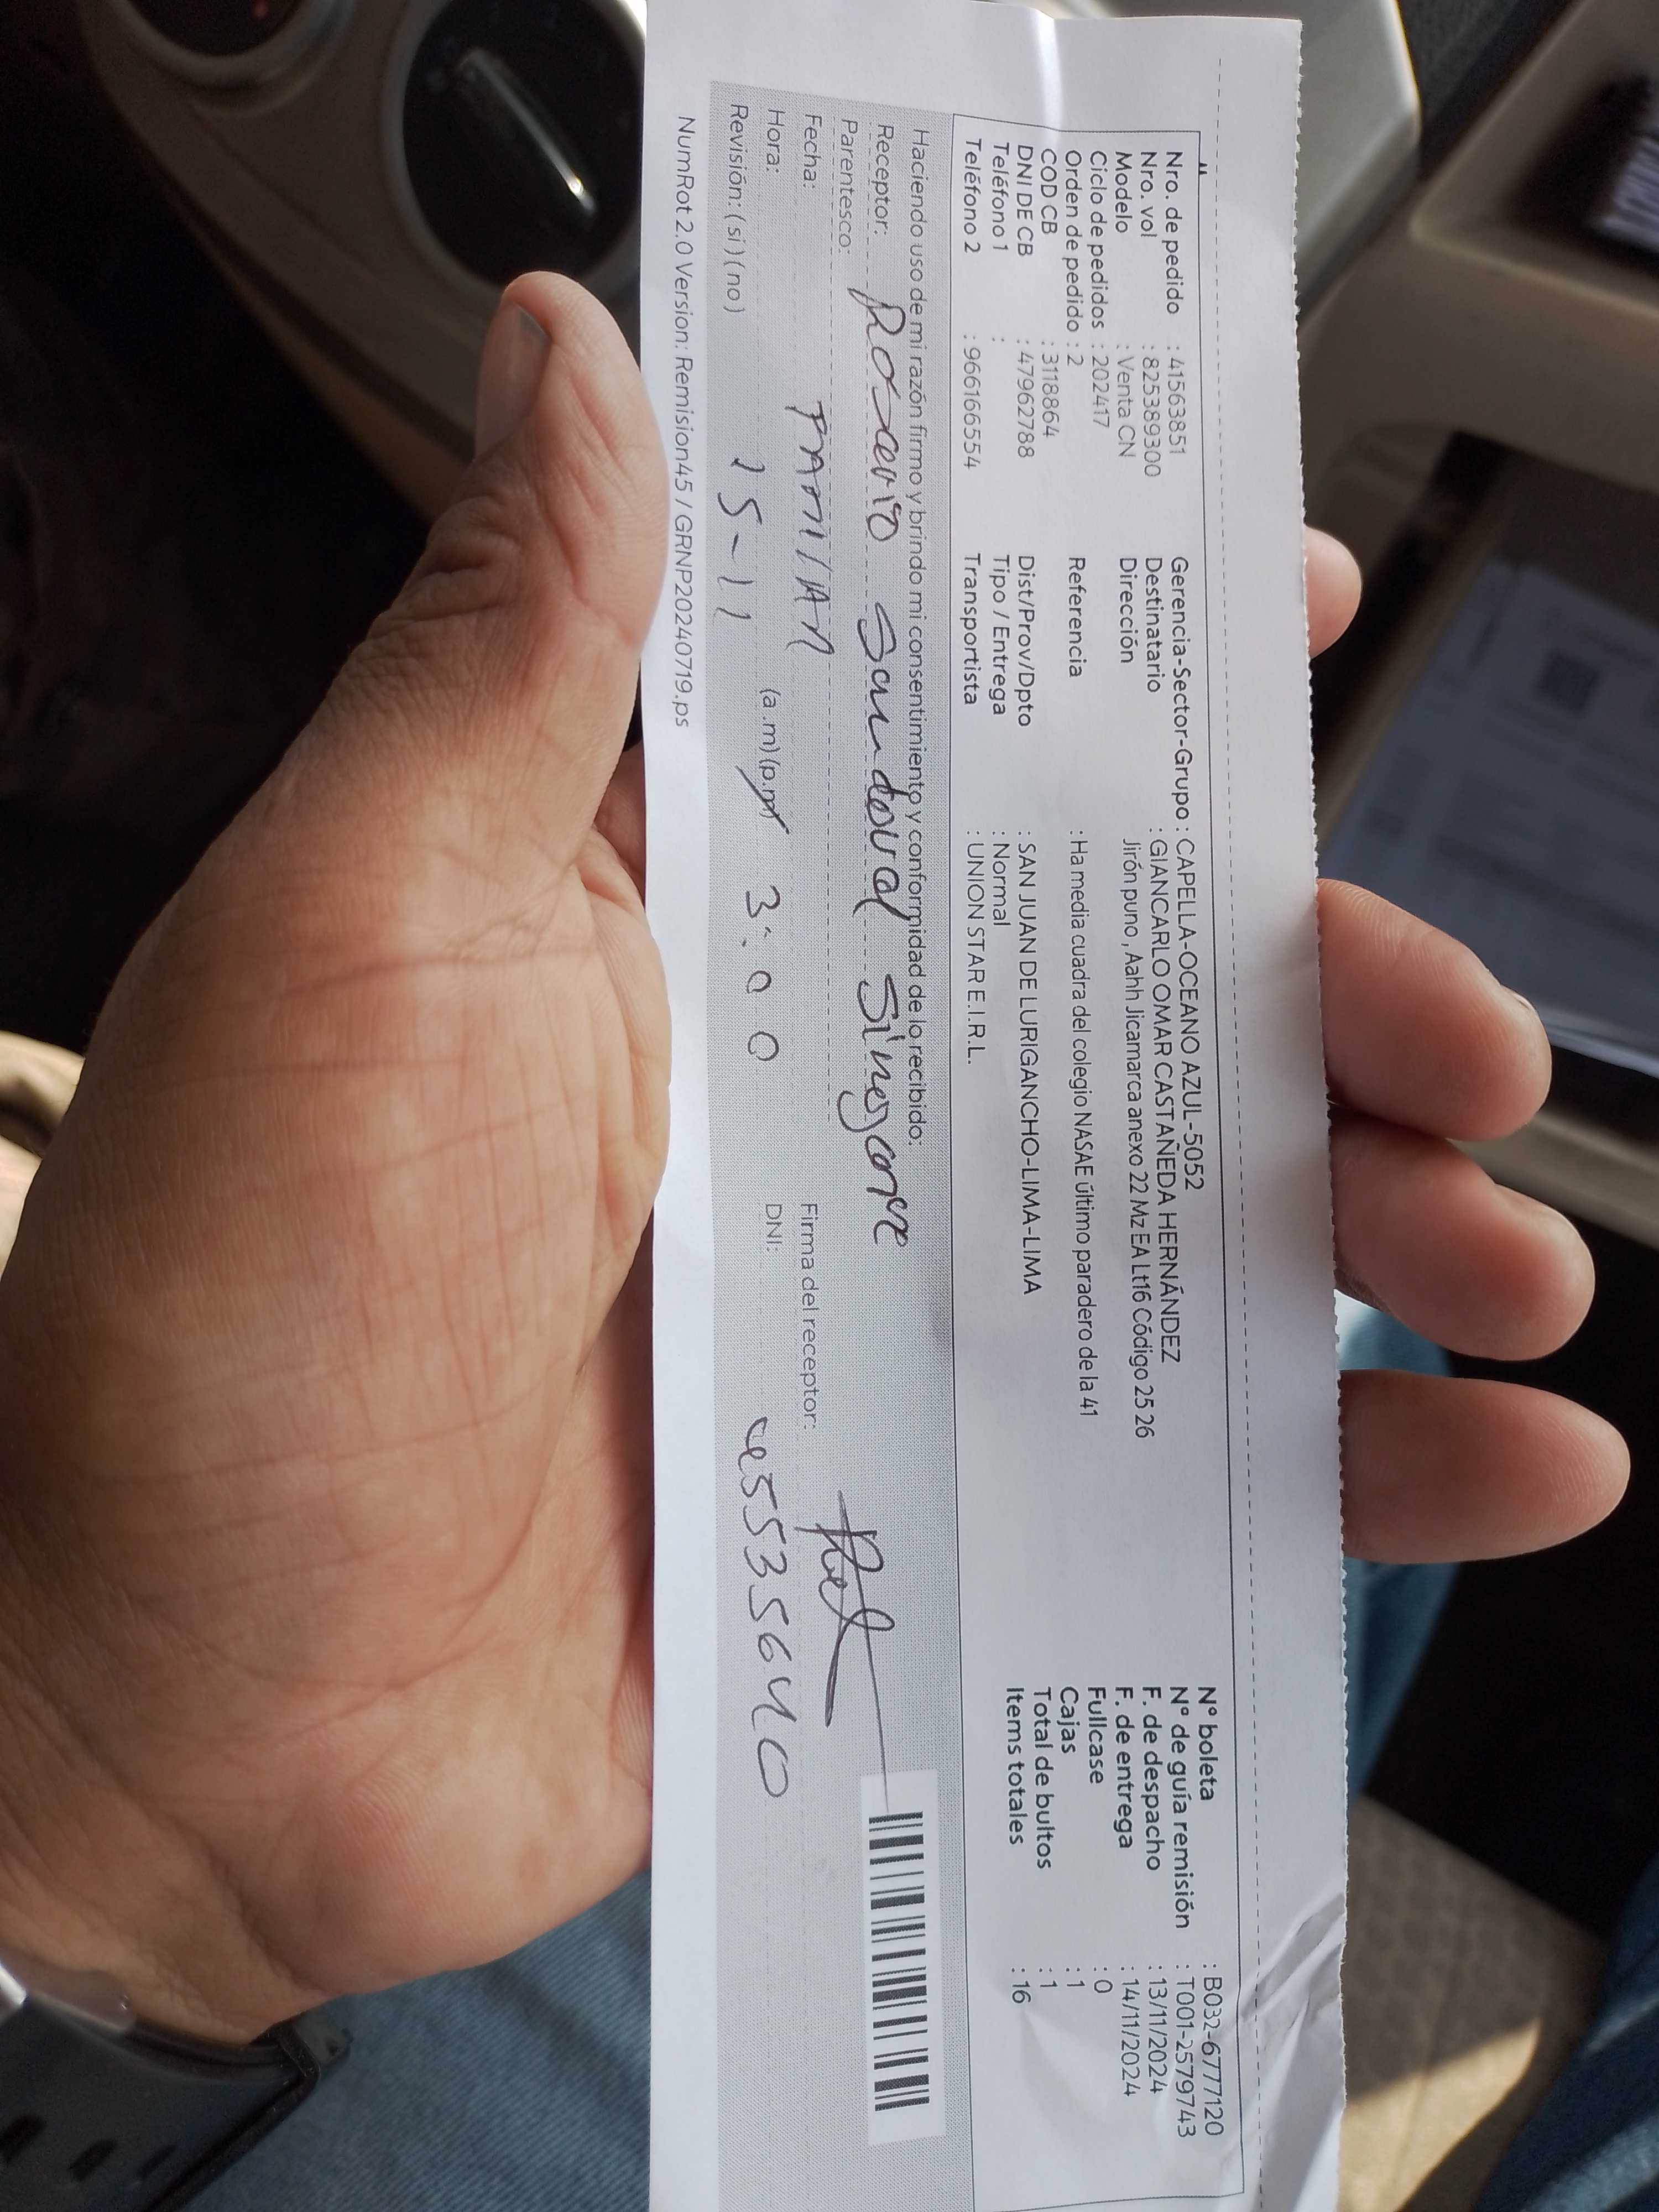 Nro. de pedido : 41563851
Nro. vol : 825389300
Modelo : Venta CN
Ciclo de pedidos : 202417
Orden de pedido : 2
COD CB : 3118864
DNI DE CB : 47962788
Teléfono 1 :
Teléfono 2 : 966166554
Gerencia-Sector-Grupo : CAPELLA-OCEANO AZUL-5052
Destinatario : GIANCARLO OMAR CASTAÑEDA HERNÁNDEZ
Dirección Jirón puno , Aahh Jicamarca anexo 22 Mz EA Lt16 Código 25 26
Referencia : Ha media cuadra del colegio NASAE último paradero de la 41
Dist/Prov/Dpto : SAN JUAN DE LURIGANCHO-LIMA-LIMA
Tipo / Entrega : Normal
Transportista : UNION STAR E.I.R.L.
Nº boleta : B032-6777120
Nº de guía remisión : T001-2579743
F. de despacho : 13/11/2024
F. de entrega : 14/11/2024
Fullcase : 0
Cajas : 1
Total de bultos : 1
Items totales : 16
Haciendo uso de mi razón firmo y brindo mi consentimiento y conformidad de lo recibido:
Receptor: Sandoval
Parentesco:
Fecha: 15-11
Hora: (a.m)(p.m) 3:00
Revisión: (si)(no)
Firma del receptor:
DNI: 45535640
NumRot 2.0 Version: Remision45 / GRNP20240719.ps